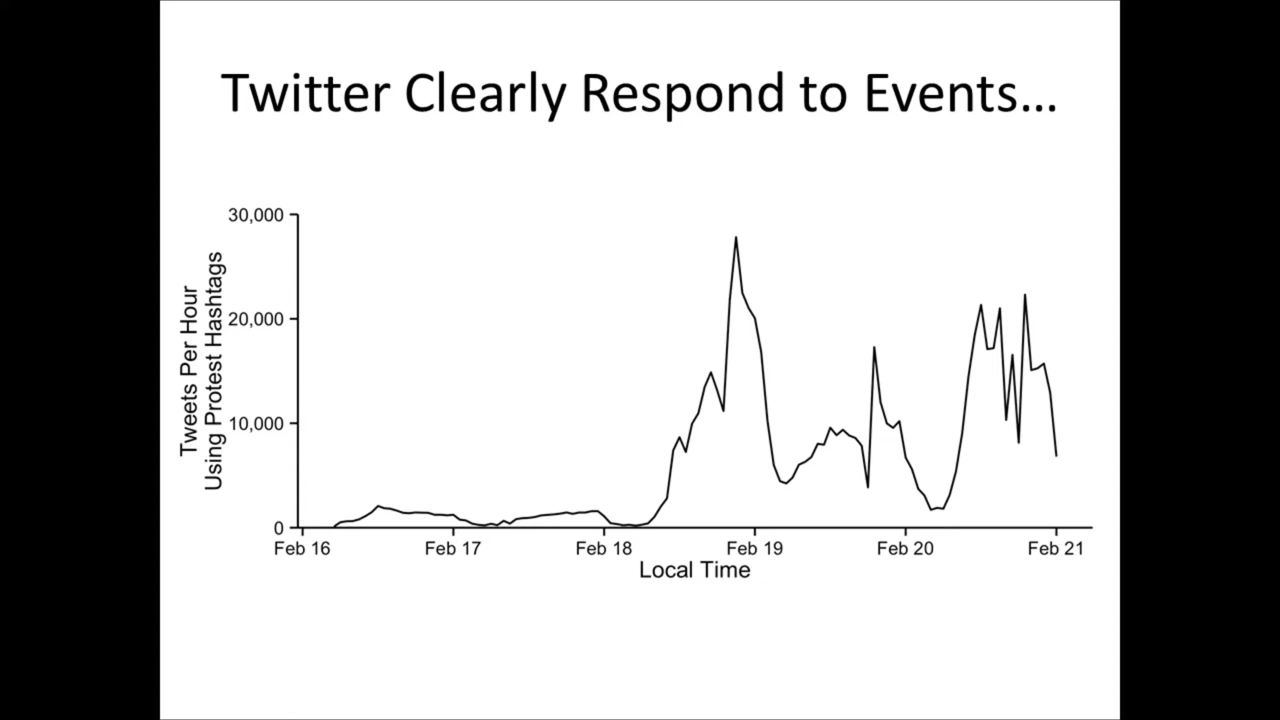 Twitter Clearly Respond to Events...
30,000
20,000
10,000
0
Tweets Per Hour
Using Protest Hashtags
Feb 16 Feb 17 Feb 18 Feb 19 Feb 20 Feb 21
Local Time